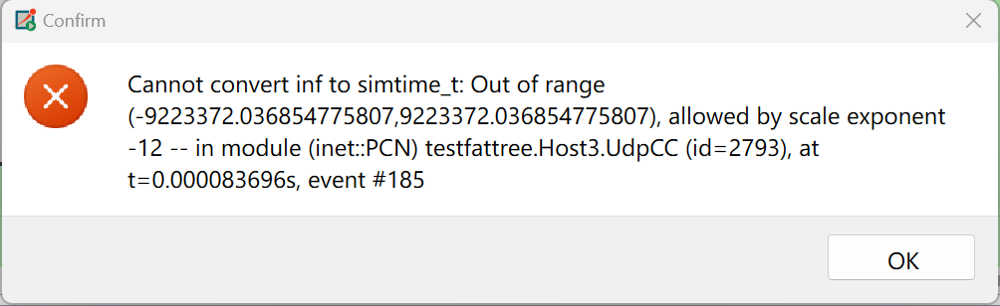 Confirm
Cannot convert inf to simtime_t: Out of range
(-9223372.036854775807,9223372.036854775807), allowed by scale exponent
-12 -- in module (inet::PCN) testfattree.Host3.UdpCC (id=2793), at
t=0.000083696s, event #185
OK